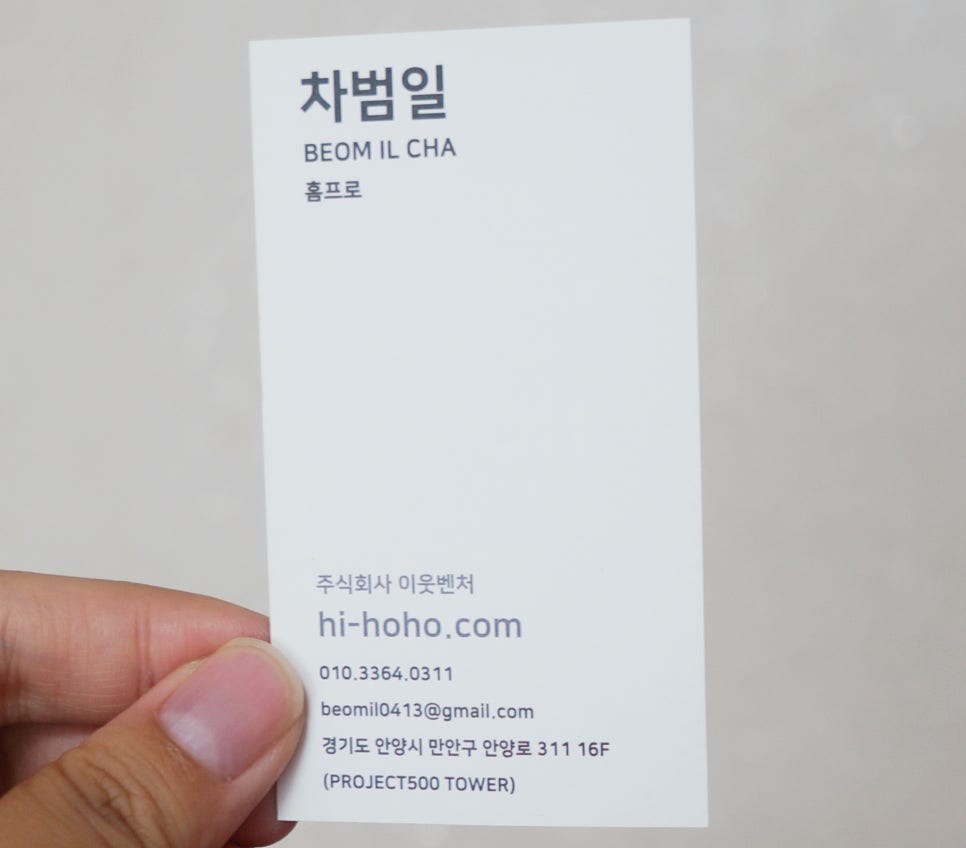 차범일
BEOM IL CHA
홈프로
주식회사 이웃벤처
hi-hoho.com
010.3364.0311
beomil0413@gmail.com
경기도 안양시 만안구 안양로 311 16F
(PROJECT500 TOWER)